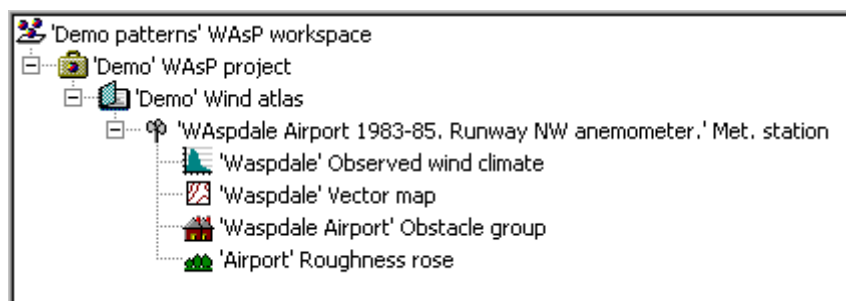 'Demo patterns' WAsP workspace
'Demo' WAsP project
'Demo' Wind atlas
'WAspdale Airport 1983-85. Runway NW anemometer.' Met. station
'Waspdale' Observed wind climate
'Waspdale' Vector map
'Waspdale Airport' Obstacle group
'Airport' Roughness rose